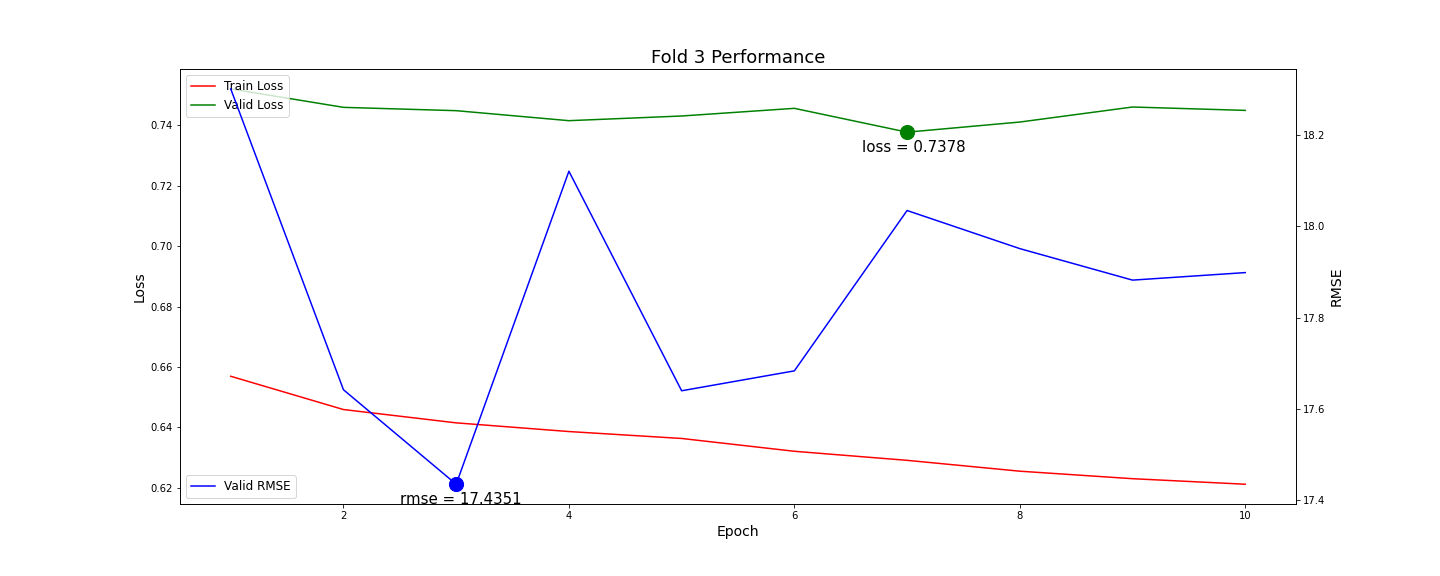 Fold 3 Performance
Train Loss
Valid Loss
0.74
0.72
0.70
0.68
0.66
0.64
0.62
Loss
loss = 0.7378
rmse = 17.4351
Valid RMSE
18.2
18.0
17.8
17.6
17.4
RMSE
2 4 6 8 10
Epoch